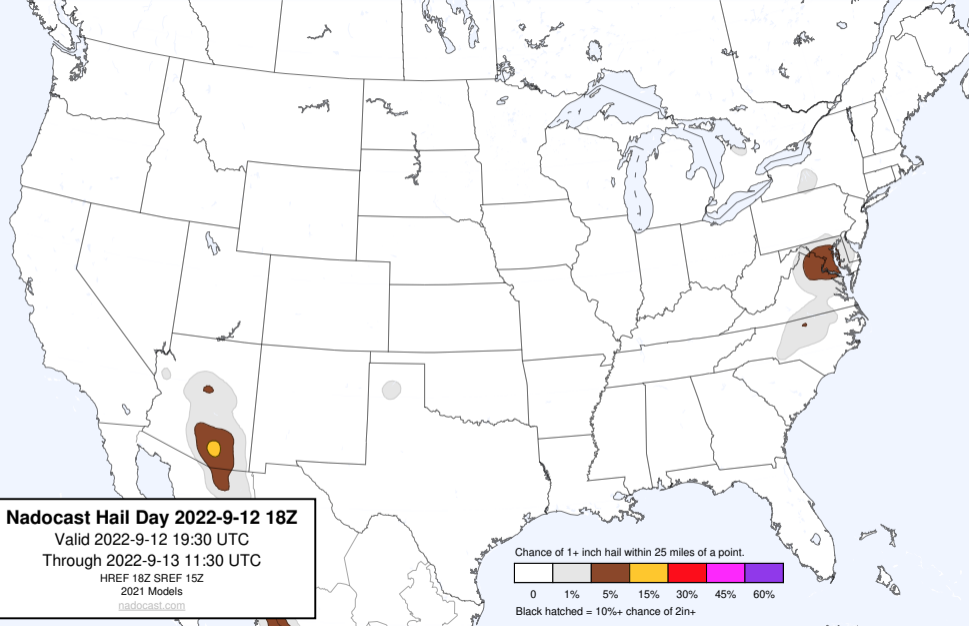 Nadocast Hail Day 2022-9-12 18Z
Valid 2022-9-12 19:30 UTC
Through 2022-9-13 11:30 UTC
HREF 18Z SREF 15Z
2021 Models
nadocast.com
Chance of 1+ inch hail within 25 miles of a point.
0 1% 5% 15% 30% 45% 60%
Black hatched = 10%+ chance of 2in+